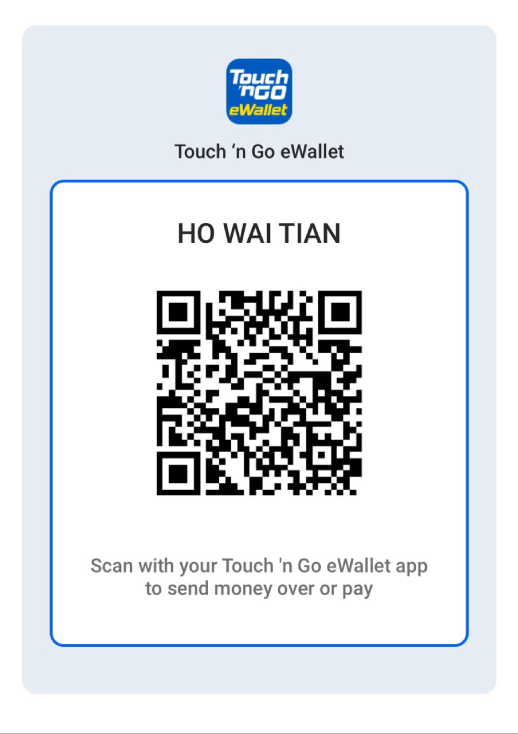 Touch
'nGO
eWallet
Touch ‘n Go eWallet
HO WAI TIAN
Scan with your Touch 'n Go eWallet app
to send money over or pay